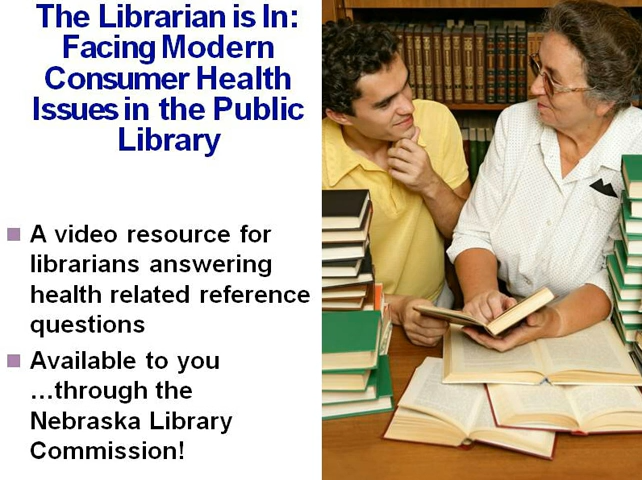 The Librarian is In:
Facing Modern
Consumer Health
Issues in the Public
Library
A video resource for
librarians answering
health related reference
questions
Available to you
…through the
Nebraska Library
Commission!